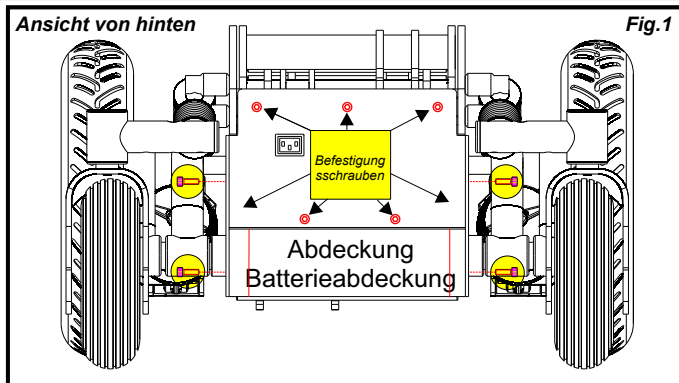 Ansicht von hinten
Fig.1
Befestigung
sschrauben
Abdeckung
Batterieabdeckung